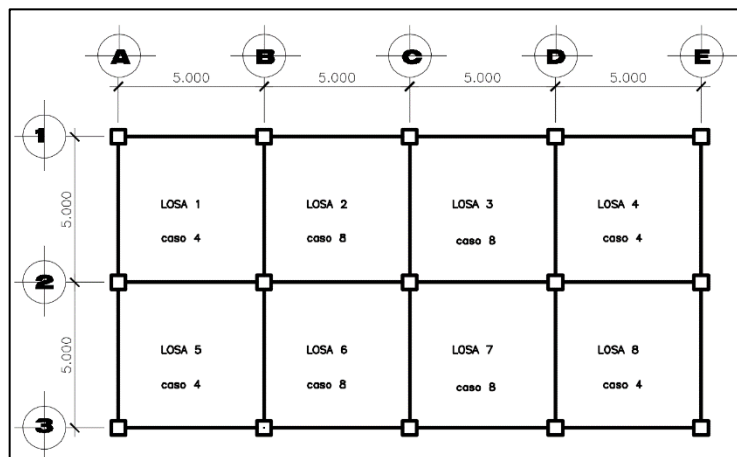 A B C D E
5.000 5.000 5.000 5.000
1
LOSA 1 LOSA 2 LOSA 3 LOSA 4
caso 4 caso 8 caso 8 caso 4
5.000
2
LOSA 5 LOSA 6 LOSA 7 LOSA 8
caso 4 caso 8 caso 8 caso 4
5.000
3